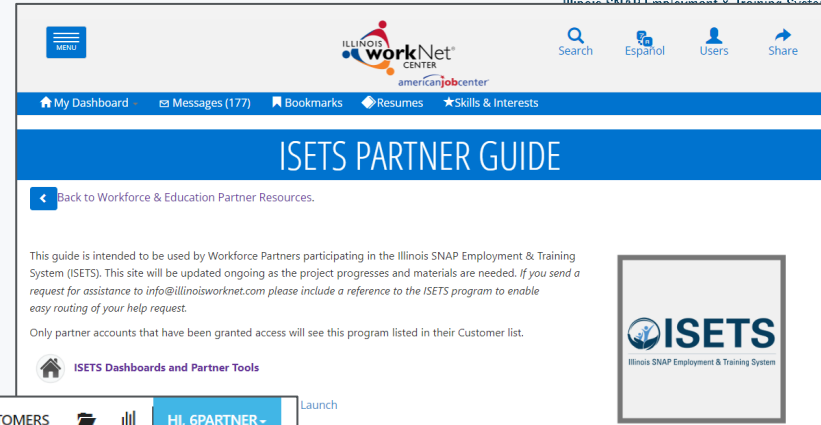 Illinois SNAP Employment & Training System
MENU
ILLINOIS
workNet®
CENTER
americanjobcenter
Search
Español
Users
Share
My Dashboard
Messages (177)
Bookmarks
Resumes
Skills & Interests
ISETS PARTNER GUIDE
Back to Workforce & Education Partner Resources.
This guide is intended to be used by Workforce Partners participating in the Illinois SNAP Employment & Training
System (ISETS). This site will be updated ongoing as the project progresses and materials are needed. If you send a
request for assistance to info@illinoisworknet.com please include a reference to the ISETS program to enable
easy routing of your help request.
Only partner accounts that have been granted access will see this program listed in their Customer list.
ISETS Dashboards and Partner Tools
Launch
ISETS
Illinois SNAP Employment & Training System
TOMERS
HI, 6PARTNER